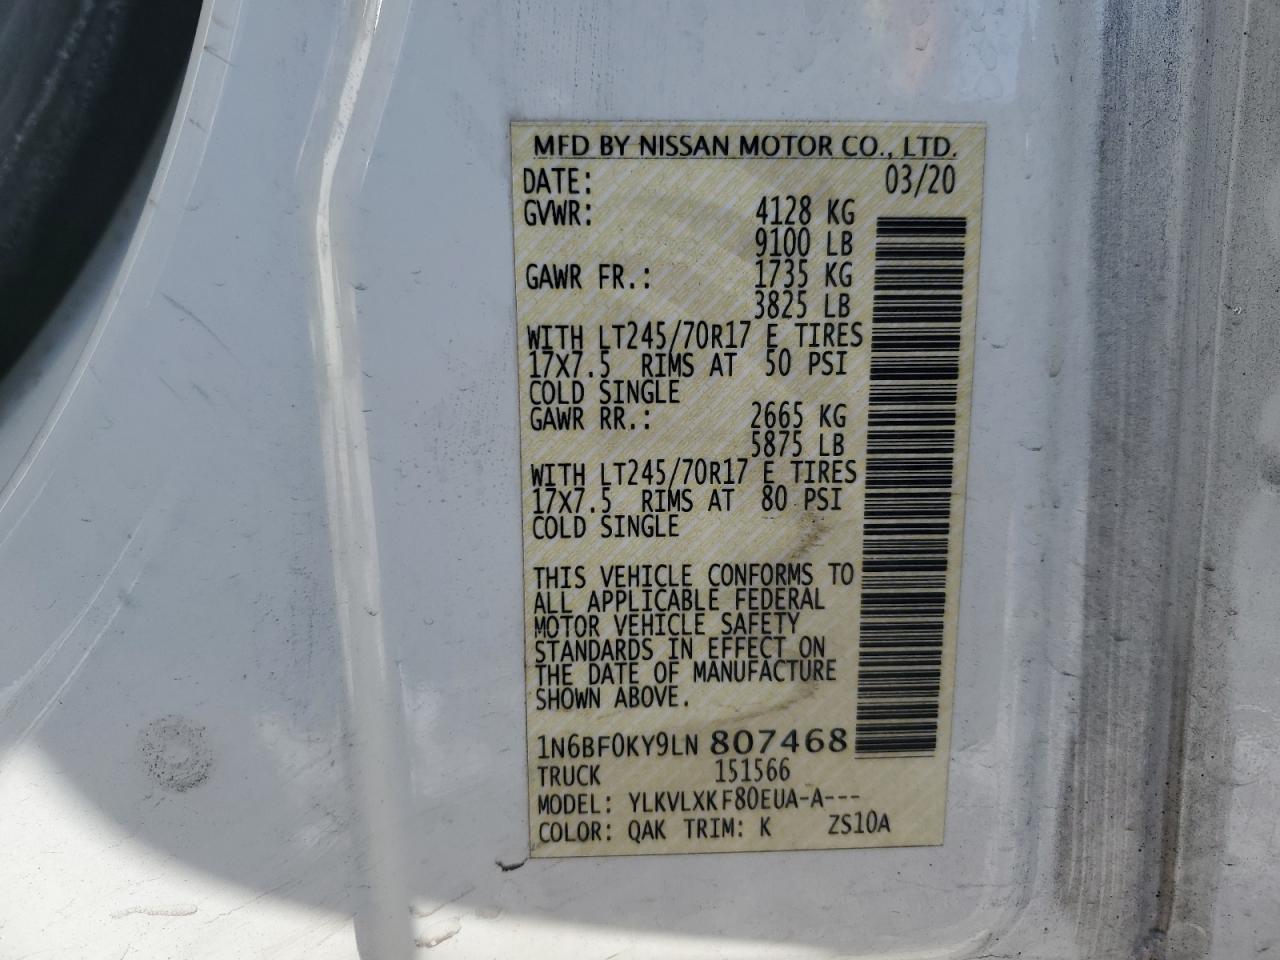 MFD BY NISSAN MOTOR CO., LTD.
DATE: 03/20
GVWR: 4128 KG
9100 LB
GAWR FR.: 1735 KG
3825 LB
WITH LT245/70R17 E TIRES
17X7.5 RIMS AT 50 PSI
COLD SINGLE
GAWR RR.: 2665 KG
5875 LB
WITH LT245/70R17 E TIRES
17X7.5 RIMS AT 80 PSI
COLD SINGLE
THIS VEHICLE CONFORMS TO
ALL APPLICABLE FEDERAL
MOTOR VEHICLE SAFETY
STANDARDS IN EFFECT ON
THE DATE OF MANUFACTURE
SHOWN ABOVE.
1N6BF0KY9LN 807468
TRUCK 151566
MODEL: YLKVLXKF80EUA-A---
COLOR: QAK TRIM: K ZS10A